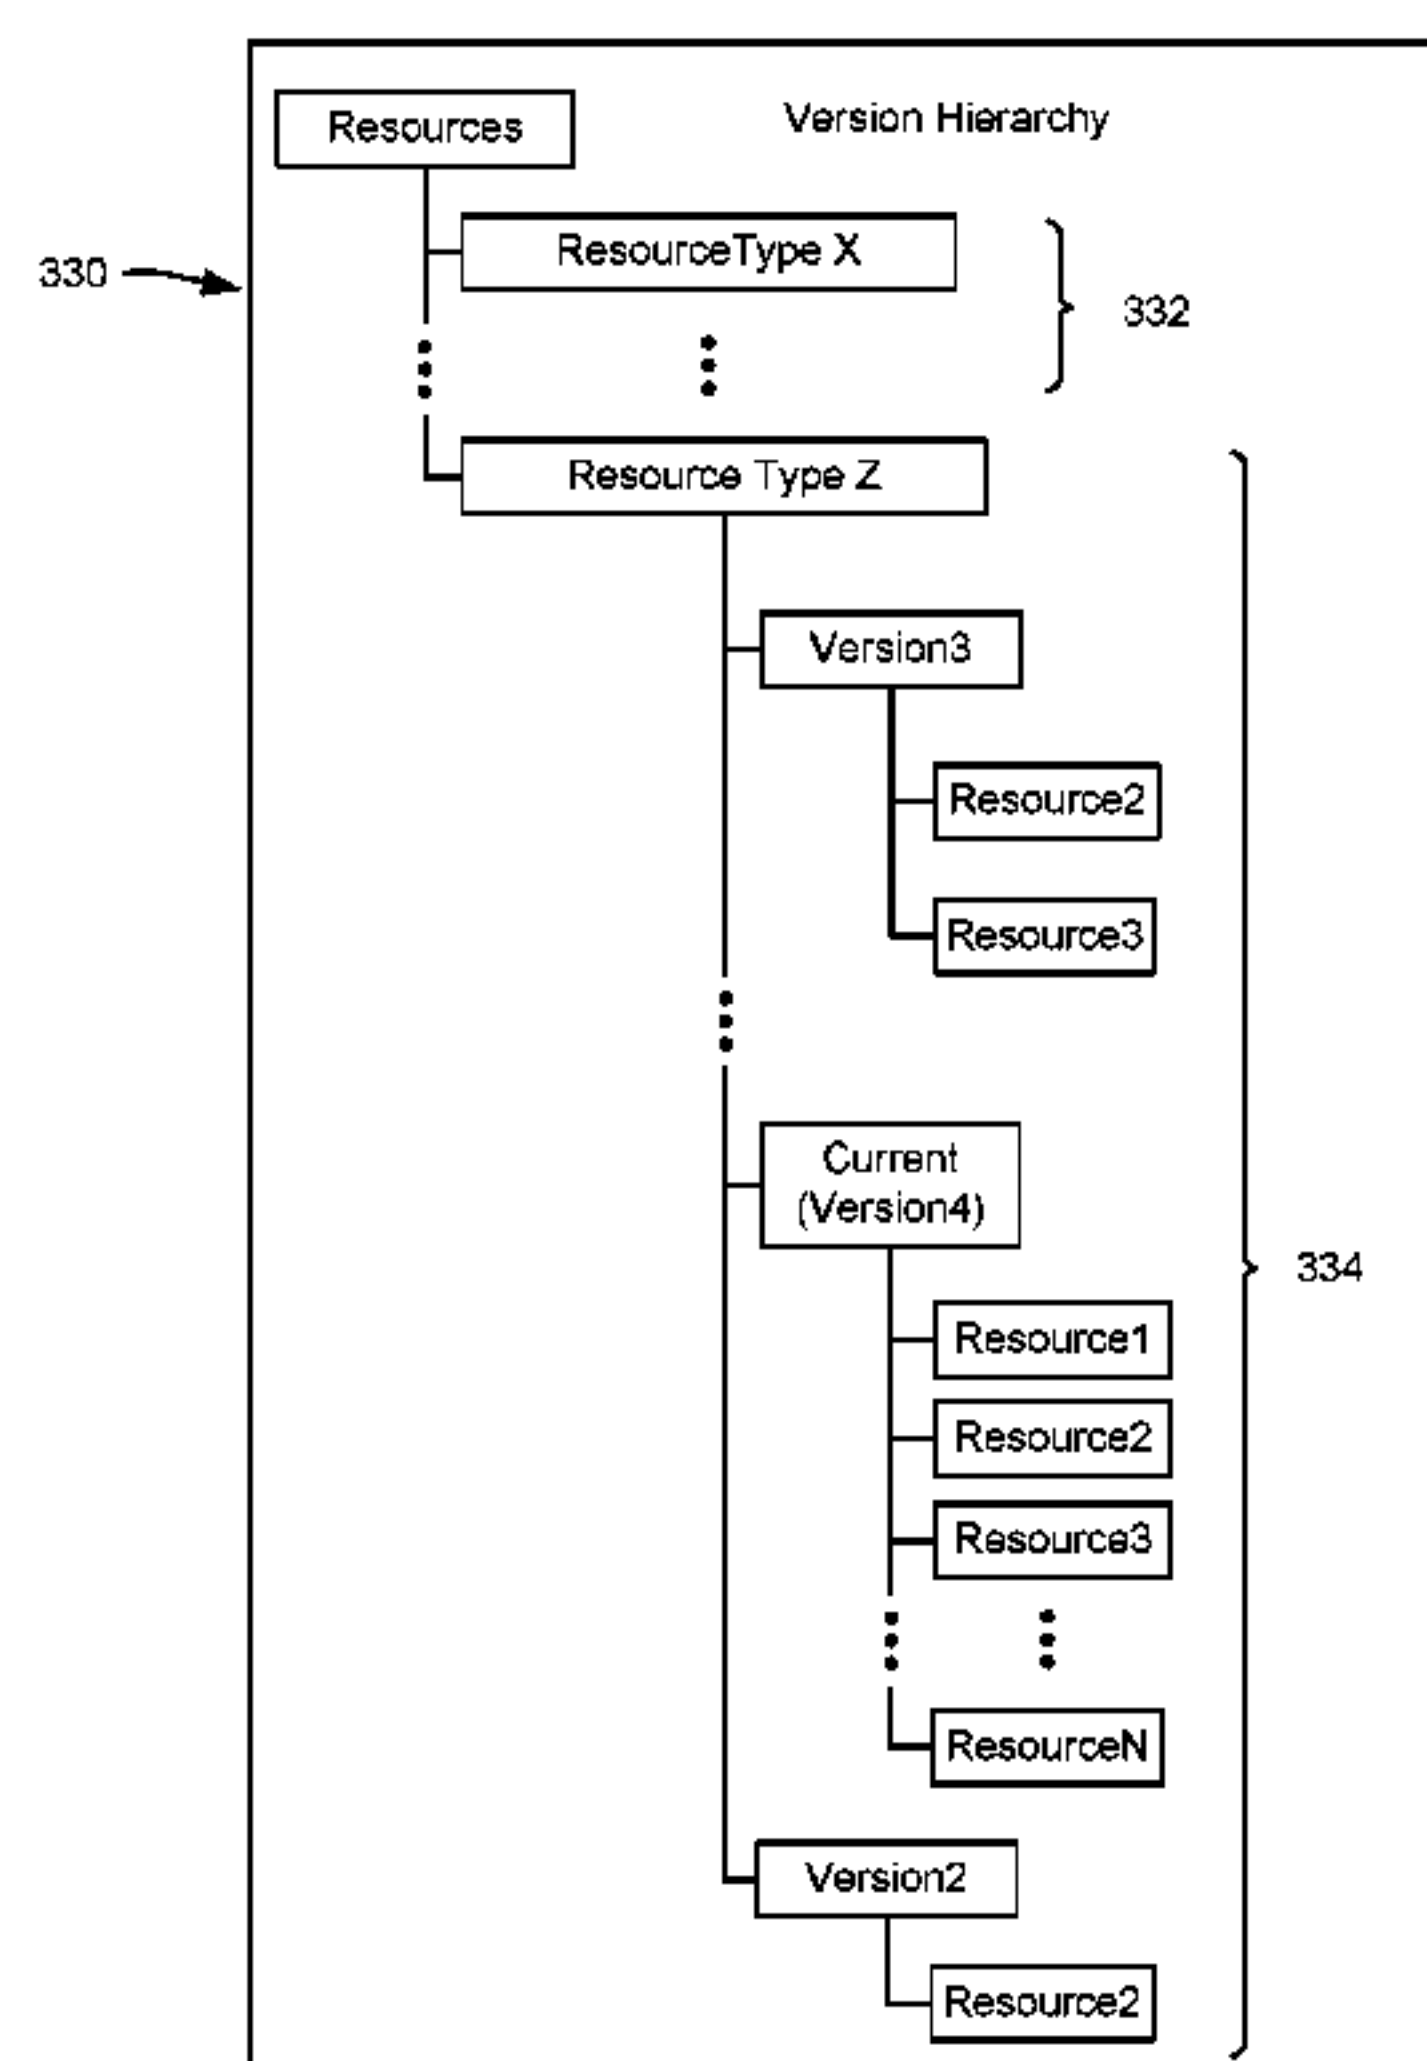 Resources
Version Hierarchy
ResourceType X
330
332
Resource Type Z
Version3
Resource2
Resource3
Current
(Version4)
334
Resource1
Resource2
Resource3
ResourceN
Version2
Resource2